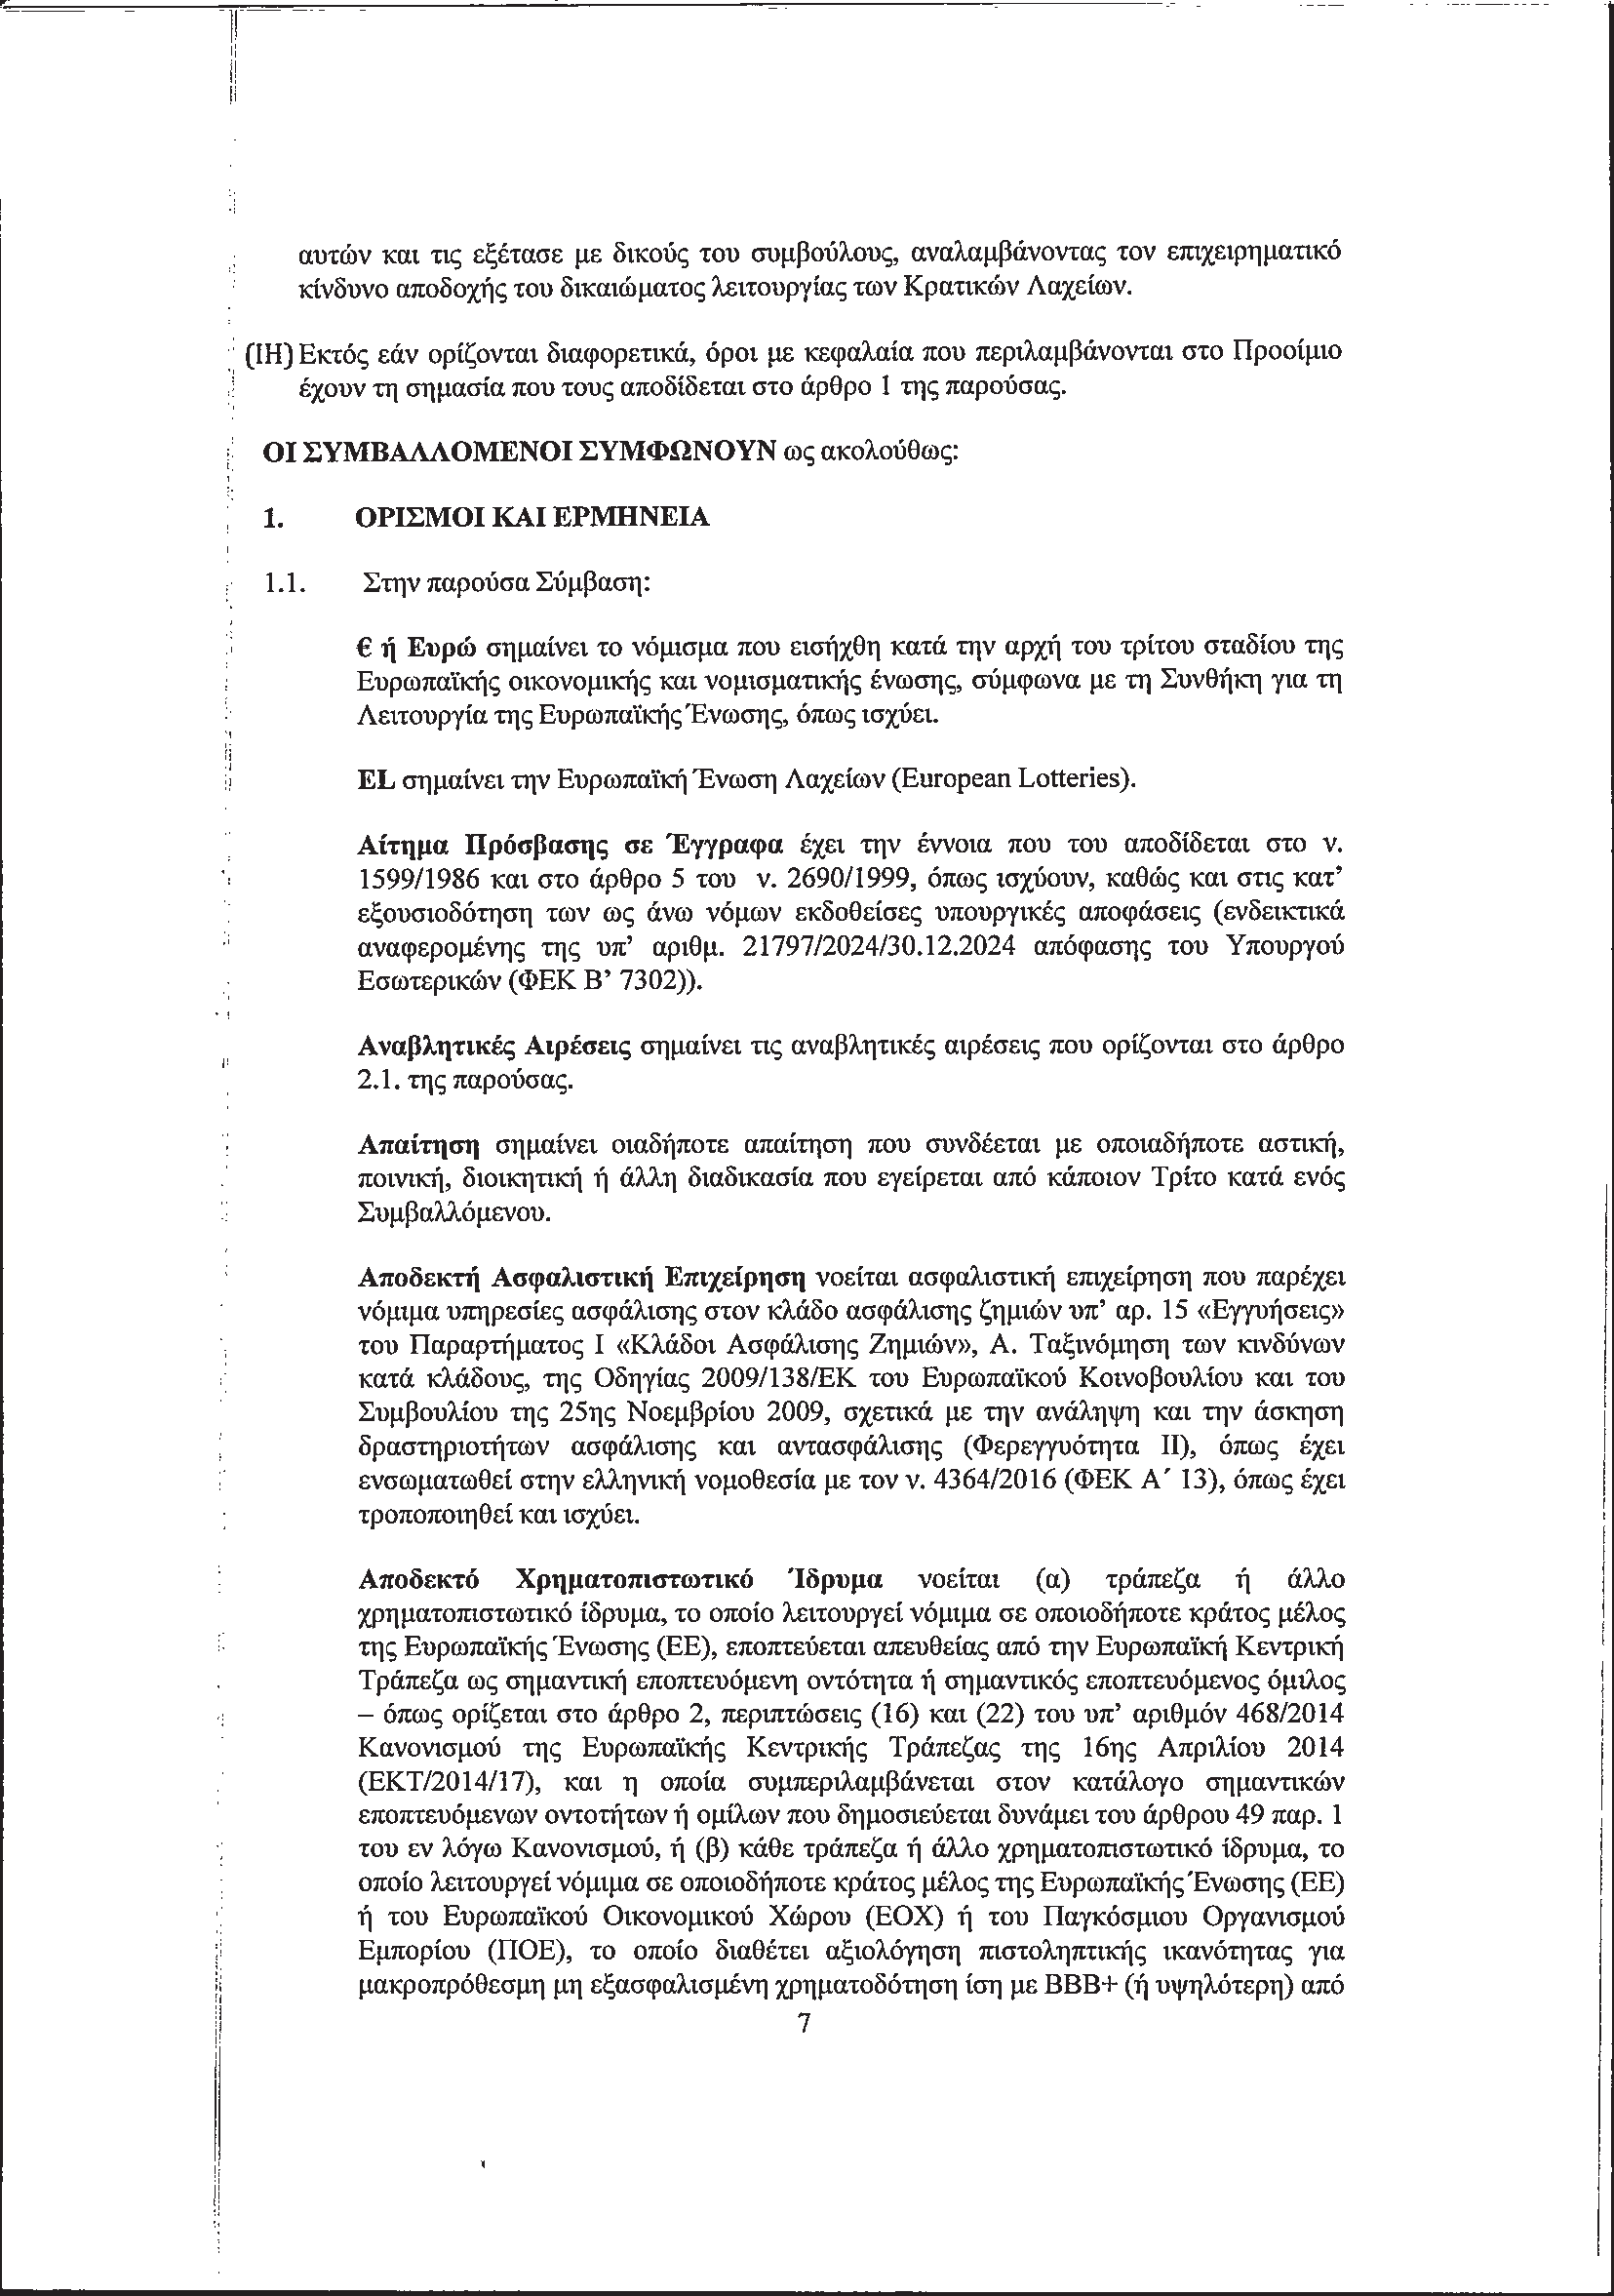 αυτών και τις εξέτασε με δικούς του συμβούλους, αναλαμβάνοντας τον επιχειρηματικό
κίνδυνο αποδοχής του δικαιώματος λειτουργίας των Κρατικών Λαχείων.
(ΙΗ) Εκτός εάν ορίζονται διαφορετικά, όροι με κεφαλαία που περιλαμβάνονται στο Προοίμιο
έχουν τη σημασία που τους αποδίδεται στο άρθρο 1 της παρούσας.
ΟΙ ΣΥΜΒΑΛΛΟΜΕΝΟΙ ΣΥΜΦΩΝΟΥΝ ως ακολούθως:
1. ΟΡΙΣΜΟΙ ΚΑΙ ΕΡΜΗΝΕΙΑ
1.1. Στην παρούσα Σύμβαση:
€ ή Ευρώ σημαίνει το νόμισμα που εισήχθη κατά την αρχή του τρίτου σταδίου της
Ευρωπαϊκής οικονομικής και νομισματικής ένωσης, σύμφωνα με τη Συνθήκη για τη
Λειτουργία της Ευρωπαϊκής Ένωσης, όπως ισχύει.
EL σημαίνει την Ευρωπαϊκή Ένωση Λαχείων (European Lotteries).
Αίτημα Πρόσβασης σε Έγγραφα έχει την έννοια που του αποδίδεται στο ν.
1599/1986 και στο άρθρο 5 του ν. 2690/1999, όπως ισχύουν, καθώς και στις κατ’
εξουσιοδότηση των ως άνω νόμων εκδοθείσες υπουργικές αποφάσεις (ενδεικτικά
αναφερομένης της υπ’ αριθμ. 21797/2024/30.12.2024 απόφασης του Υπουργού
Εσωτερικών (ΦΕΚ Β’ 7302)).
Αναβλητικές Αιρέσεις σημαίνει τις αναβλητικές αιρέσεις που ορίζονται στο άρθρο
2.1. της παρούσας.
Απαίτηση σημαίνει οιαδήποτε απαίτηση που συνδέεται με οποιαδήποτε αστική,
ποινική, διοικητική ή άλλη διαδικασία που εγείρεται από κάποιον Τρίτο κατά ενός
Συμβαλλόμενου.
Αποδεκτή Ασφαλιστική Επιχείρηση νοείται ασφαλιστική επιχείρηση που παρέχει
νόμιμα υπηρεσίες ασφάλισης στον κλάδο ασφάλισης ζημιών υπ’ αρ. 15 «Εγγυήσεις»
του Παραρτήματος Ι «Κλάδοι Ασφάλισης Ζημιών», Α. Ταξινόμηση των κινδύνων
κατά κλάδους, της Οδηγίας 2009/138/ΕΚ του Ευρωπαϊκού Κοινοβουλίου και του
Συμβουλίου της 25ης Νοεμβρίου 2009, σχετικά με την ανάληψη και την άσκηση
δραστηριοτήτων ασφάλισης και αντασφάλισης (Φερεγγυότητα ΙΙ), όπως έχει
ενσωματωθεί στην ελληνική νομοθεσία με τον ν. 4364/2016 (ΦΕΚ Α΄ 13), όπως έχει
τροποποιηθεί και ισχύει.
Αποδεκτό Χρηματοπιστωτικό Ίδρυμα νοείται (α) τράπεζα ή άλλο
χρηματοπιστωτικό ίδρυμα, το οποίο λειτουργεί νόμιμα σε οποιοδήποτε κράτος μέλος
της Ευρωπαϊκής Ένωσης (ΕΕ), εποπτεύεται απευθείας από την Ευρωπαϊκή Κεντρική
Τράπεζα ως σημαντική εποπτευόμενη οντότητα ή σημαντικός εποπτευόμενος όμιλος
– όπως ορίζεται στο άρθρο 2, περιπτώσεις (16) και (22) του υπ’ αριθμόν 468/2014
Κανονισμού της Ευρωπαϊκής Κεντρικής Τράπεζας της 16ης Απριλίου 2014
(ΕΚΤ/2014/17), και η οποία συμπεριλαμβάνεται στον κατάλογο σημαντικών
εποπτευόμενων οντοτήτων ή ομίλων που δημοσιεύεται δυνάμει του άρθρου 49 παρ. 1
του εν λόγω Κανονισμού, ή (β) κάθε τράπεζα ή άλλο χρηματοπιστωτικό ίδρυμα, το
οποίο λειτουργεί νόμιμα σε οποιοδήποτε κράτος μέλος της Ευρωπαϊκής Ένωσης (ΕΕ)
ή του Ευρωπαϊκού Οικονομικού Χώρου (ΕΟΧ) ή του Παγκόσμιου Οργανισμού
Εμπορίου (ΠΟΕ), το οποίο διαθέτει αξιολόγηση πιστοληπτικής ικανότητας για
μακροπρόθεσμη μη εξασφαλισμένη χρηματοδότηση ίση με BBB+ (ή υψηλότερη) από
7